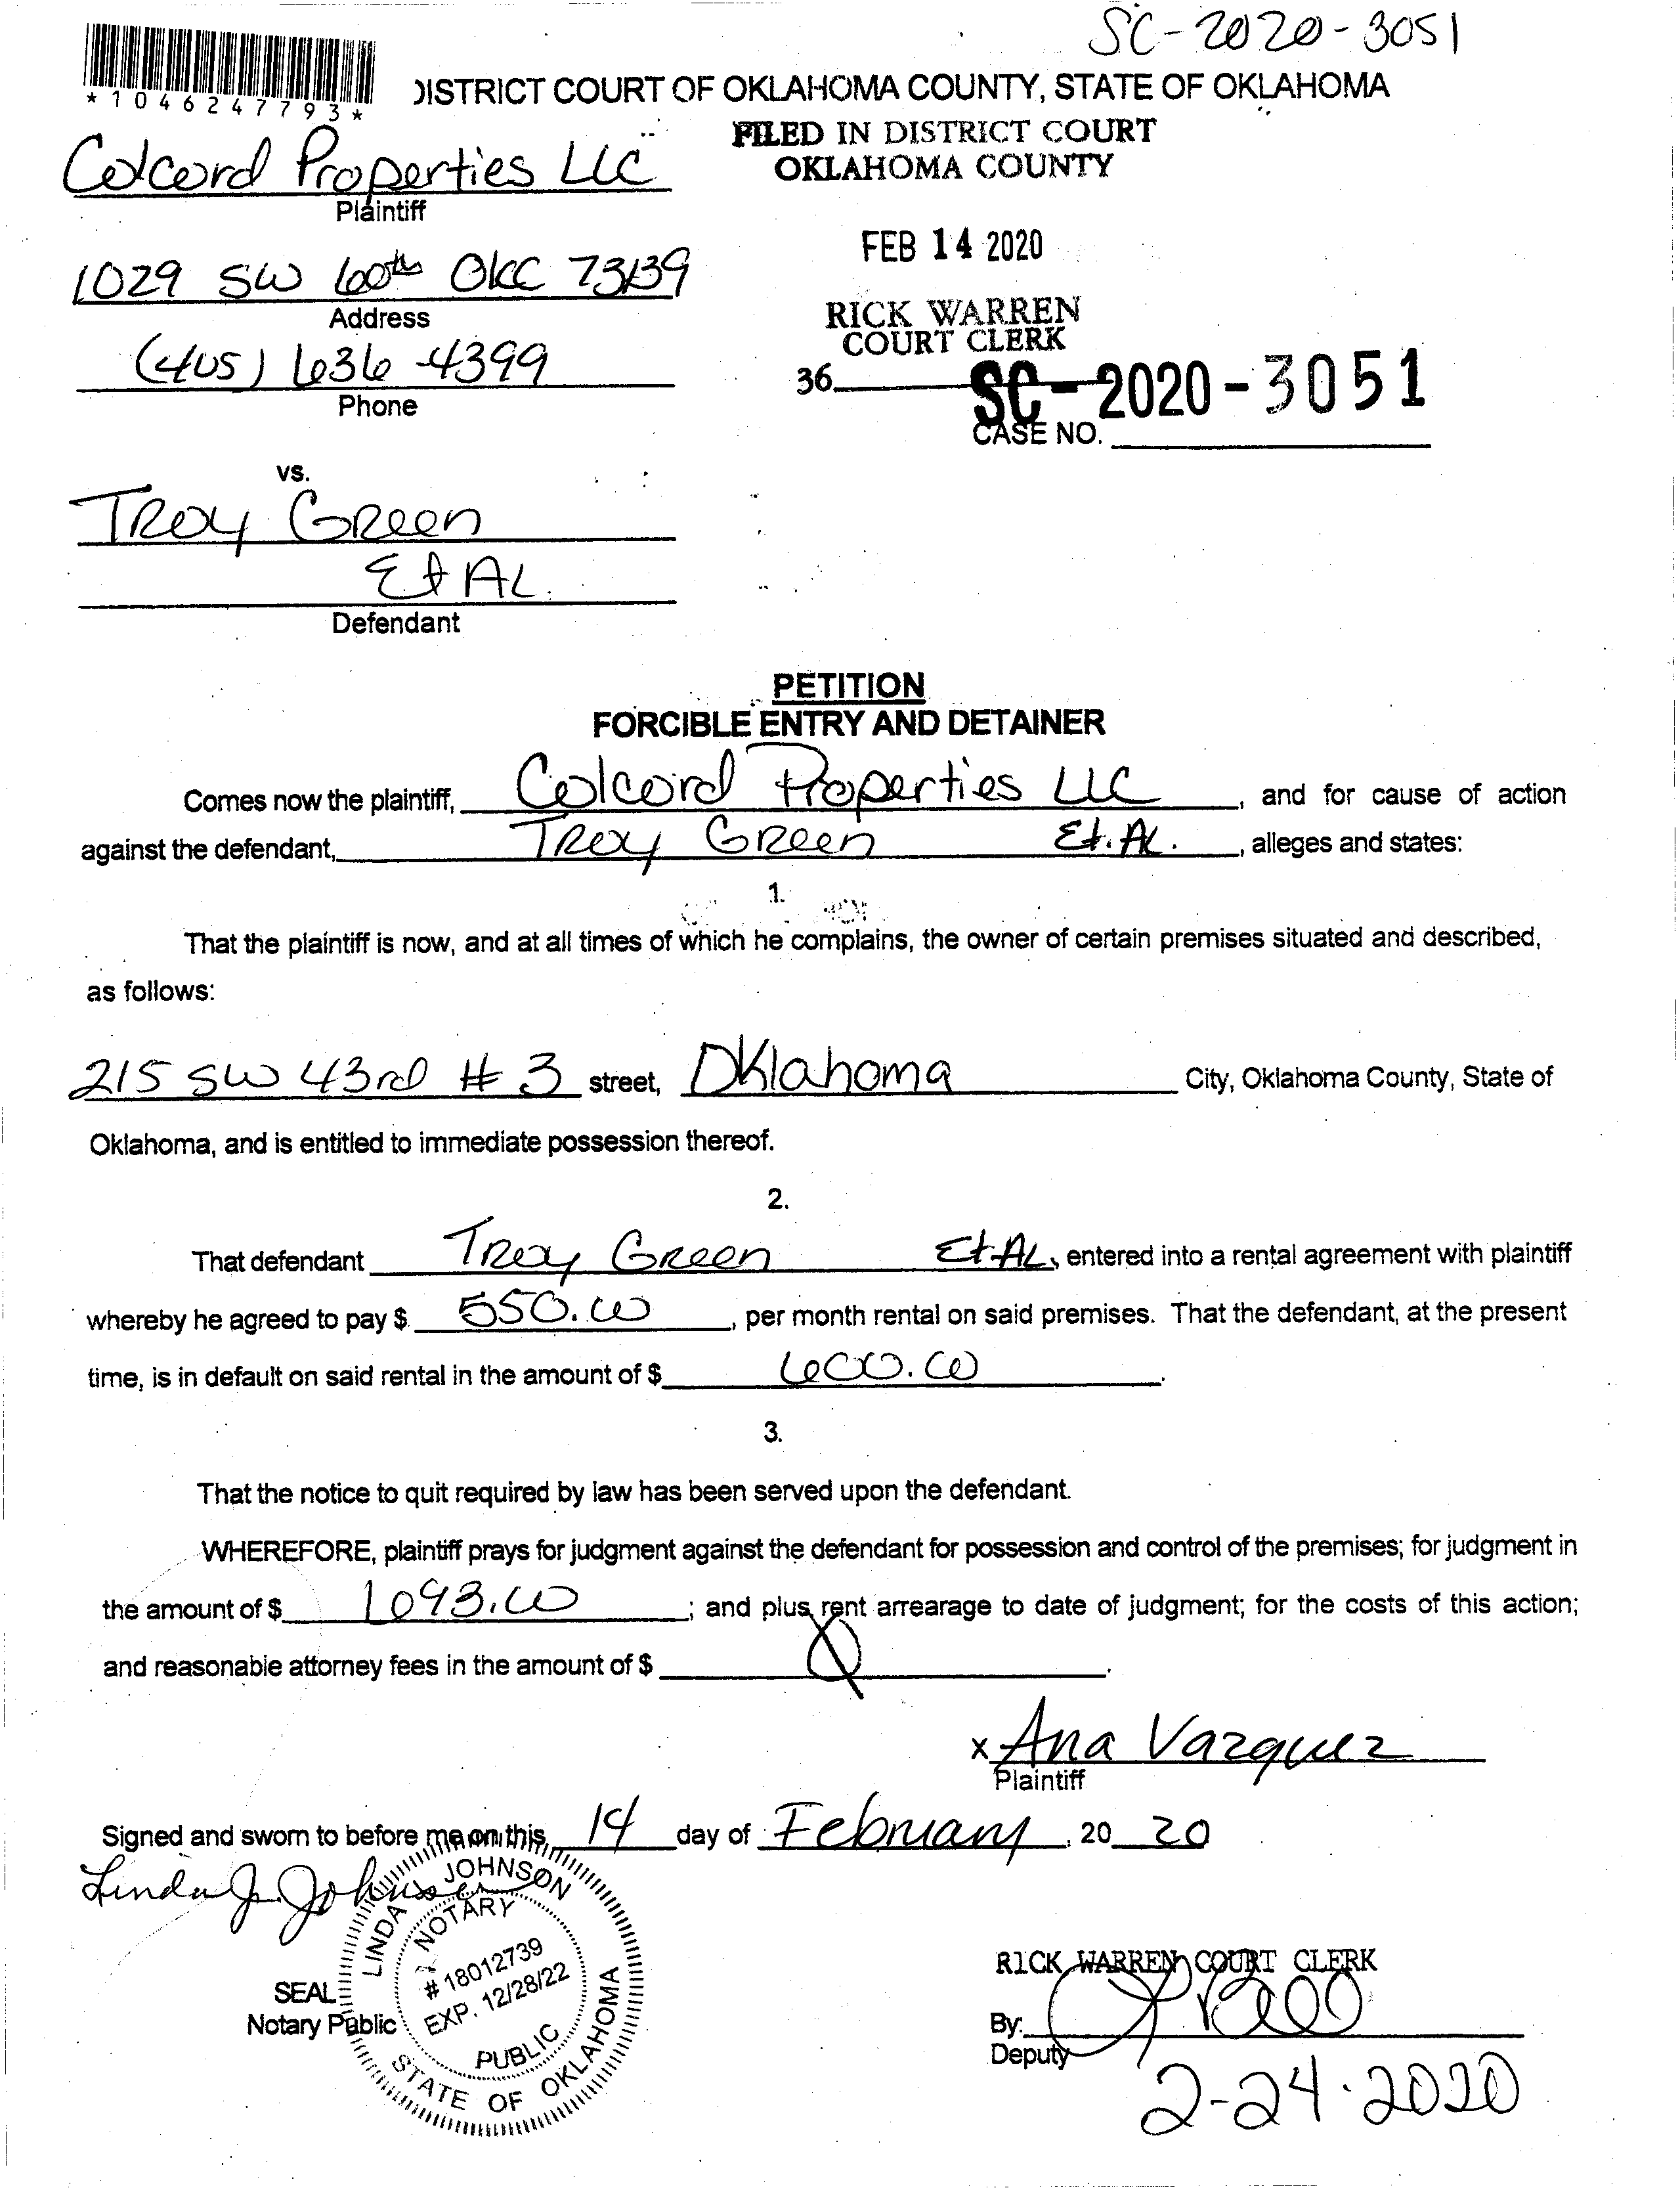 SC-2020-3051
*1046247793*
DISTRICT COURT OF OKLAHOMA COUNTY, STATE OF OKLAHOMA
FILED IN DISTRICT COURT
OKLAHOMA COUNTY
Colcord Properties LLC
Plaintiff
FEB 14 2020
1029 SW 60th OKC 73139
Address
RICK WARREN
COURT CLERK
(405) 636-4399
Phone
36
SC-2020-3051
CASE NO.
vs.
Troy Green
Et AL.
Defendant
PETITION
FORCIBLE ENTRY AND DETAINER
Comes now the plaintiff, Colcord Properties LLC, and for cause of action
against the defendant, Troy Green Et. AL., alleges and states:
1.
That the plaintiff is now, and at all times of which he complains, the owner of certain premises situated and described,
as follows:
215 SW 43rd # 3 street, Oklahoma City, Oklahoma County, State of
Oklahoma, and is entitled to immediate possession thereof.
2.
That defendant Troy Green Et AL, entered into a rental agreement with plaintiff
whereby he agreed to pay $ 550.00, per month rental on said premises. That the defendant, at the present
time, is in default on said rental in the amount of $ 600.00.
3.
That the notice to quit required by law has been served upon the defendant.
WHEREFORE, plaintiff prays for judgment against the defendant for possession and control of the premises; for judgment in
the amount of $ 1093.00; and plus rent arrearage to date of judgment; for the costs of this action;
and reasonable attorney fees in the amount of $
x Ana Vazquez
Plaintiff
Signed and sworn to before me on this 14 day of February, 20 20
Linda J. Johnson
LINDA J. JOHNSON
NOTARY
# 18012739
EXP. 12/28/22
PUBLIC
STATE OF OKLAHOMA
SEAL
Notary Public
RICK WARREN COURT CLERK
By:
Deputy
2-24-2020